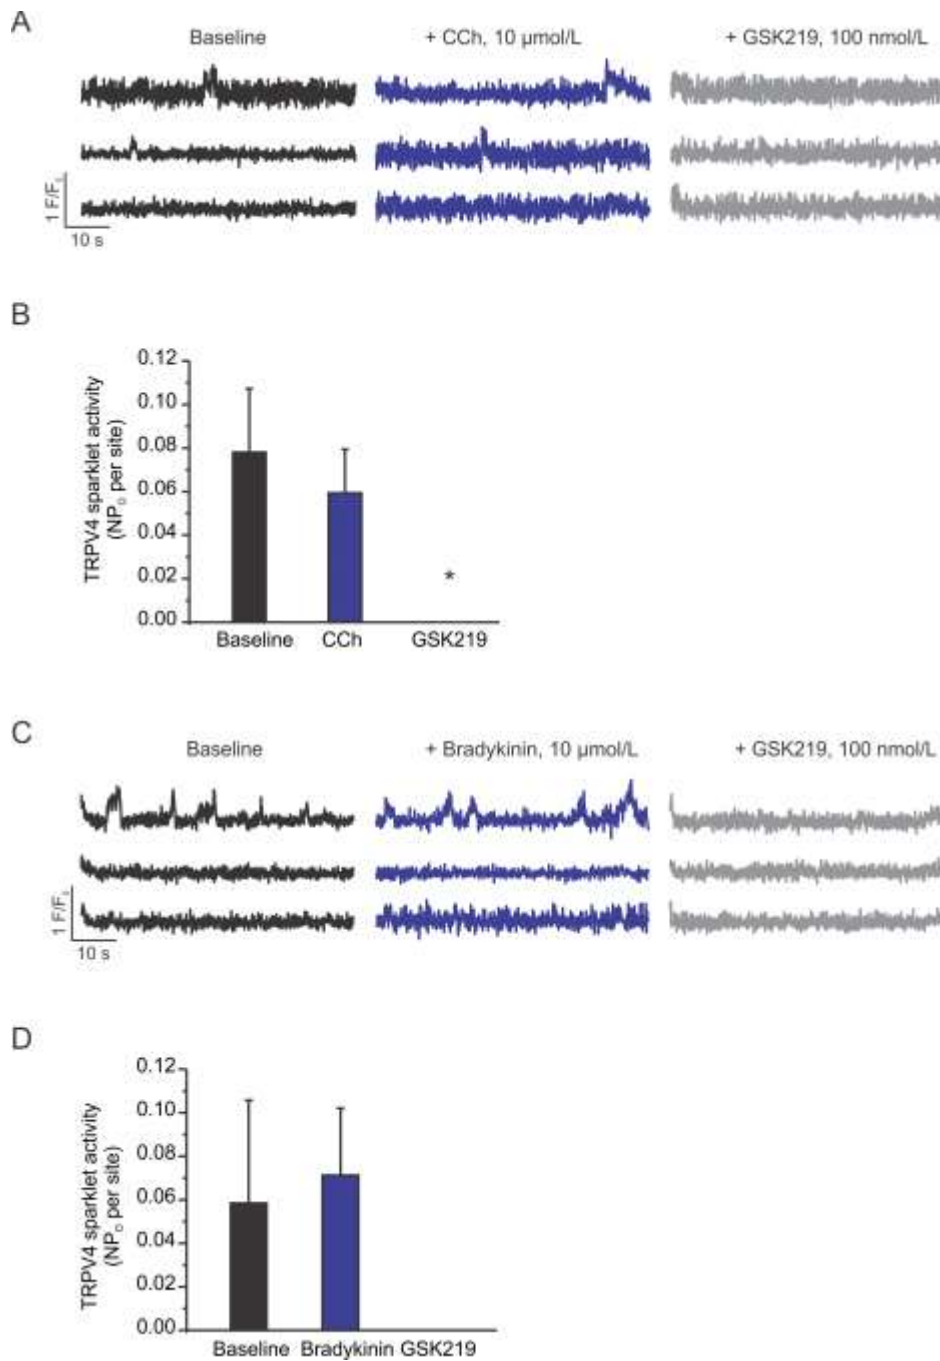 A
Baseline + CCh, 10 µmol/L + GSK219, 100 nmol/L
1 F/F₀
10 s
B
TRPV4 sparklet activity
(NPₒ per site)
0.12
0.10
0.08
0.06
0.04
0.02
0.00
*
Baseline CCh GSK219
C
Baseline + Bradykinin, 10 µmol/L + GSK219, 100 nmol/L
1 F/F₀
10 s
D
TRPV4 sparklet activity
(NPₒ per site)
0.12
0.10
0.08
0.06
0.04
0.02
0.00
Baseline Bradykinin GSK219